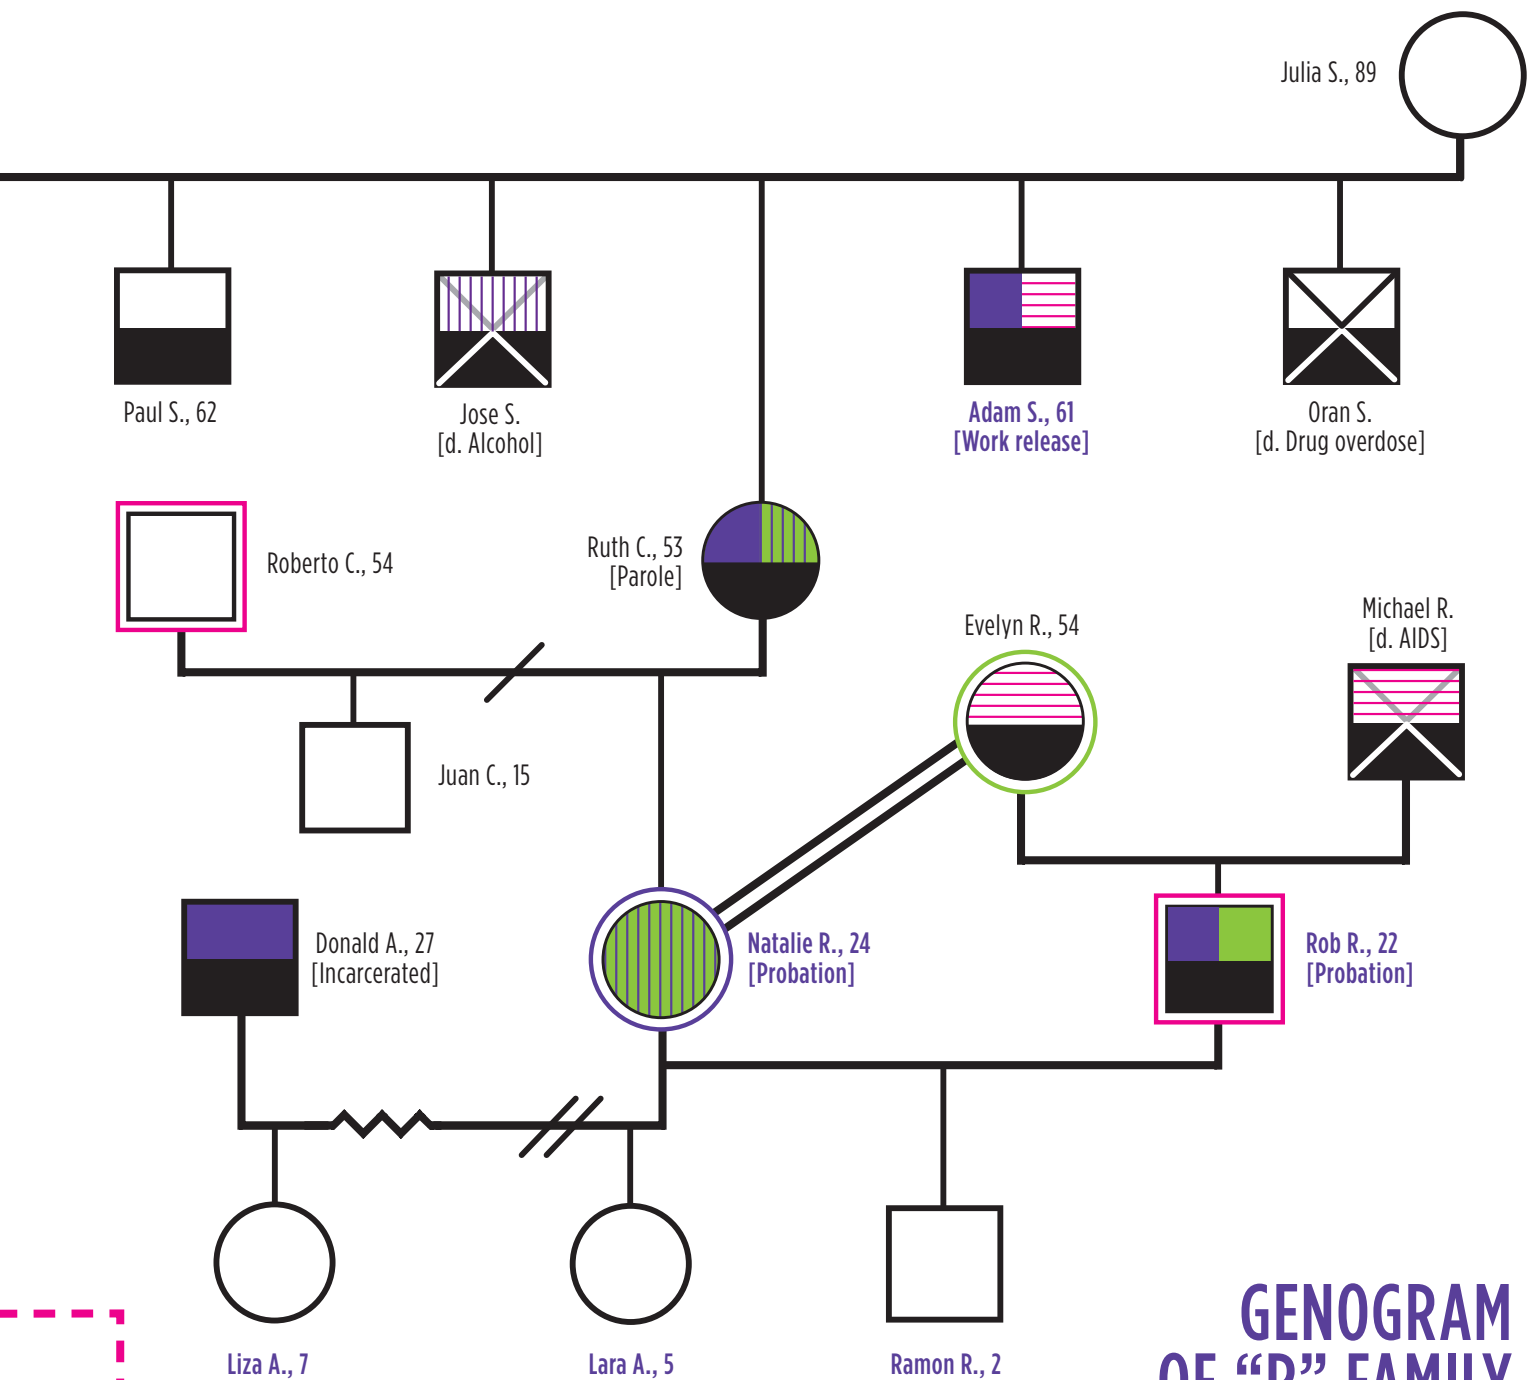 Julia S., 89
Paul S., 62
Jose S.
[d. Alcohol]
Adam S., 61
[Work release]
Oran S.
[d. Drug overdose]
Roberto C., 54
Ruth C., 53
[Parole]
Evelyn R., 54
Michael R.
[d. AIDS]
Juan C., 15
Donald A., 27
[Incarcerated]
Natalie R., 24
[Probation]
Rob R., 22
[Probation]
Liza A., 7
Lara A., 5
Ramon R., 2
GENOGRAM
OF “R” FAMILY